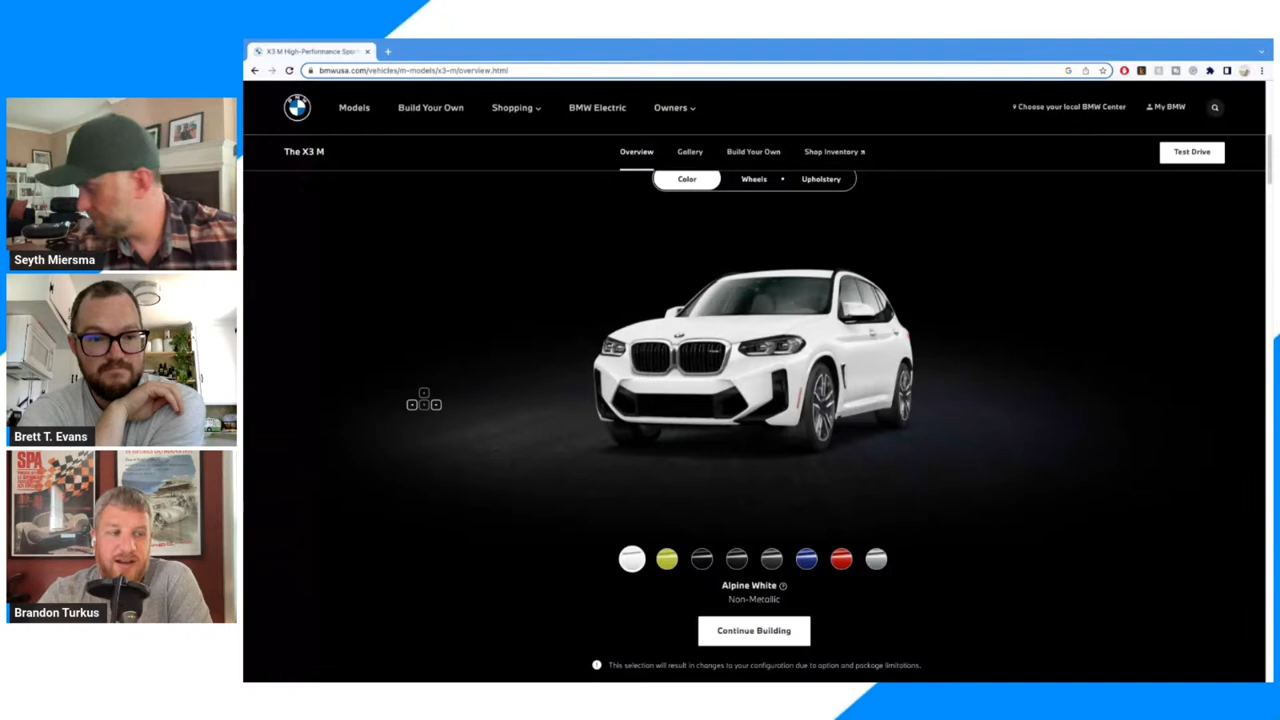 X3 M High-Performance Spor
bmwusa.com/vehicles/m-models/x3-m/overview.html
Models
Build Your Own
Shopping
BMW Electric
Owners
Choose your local BMW Center
My BMW
The X3 M
Overview
Gallery
Build Your Own
Shop Inventory
Test Drive
Color
Wheels
Upholstery
Alpine White
Non-Metallic
Continue Building
This selection will result in changes to your configuration due to option and package limitations.
Seyth Miersma
Brett T. Evans
SPA
Brandon Turkus